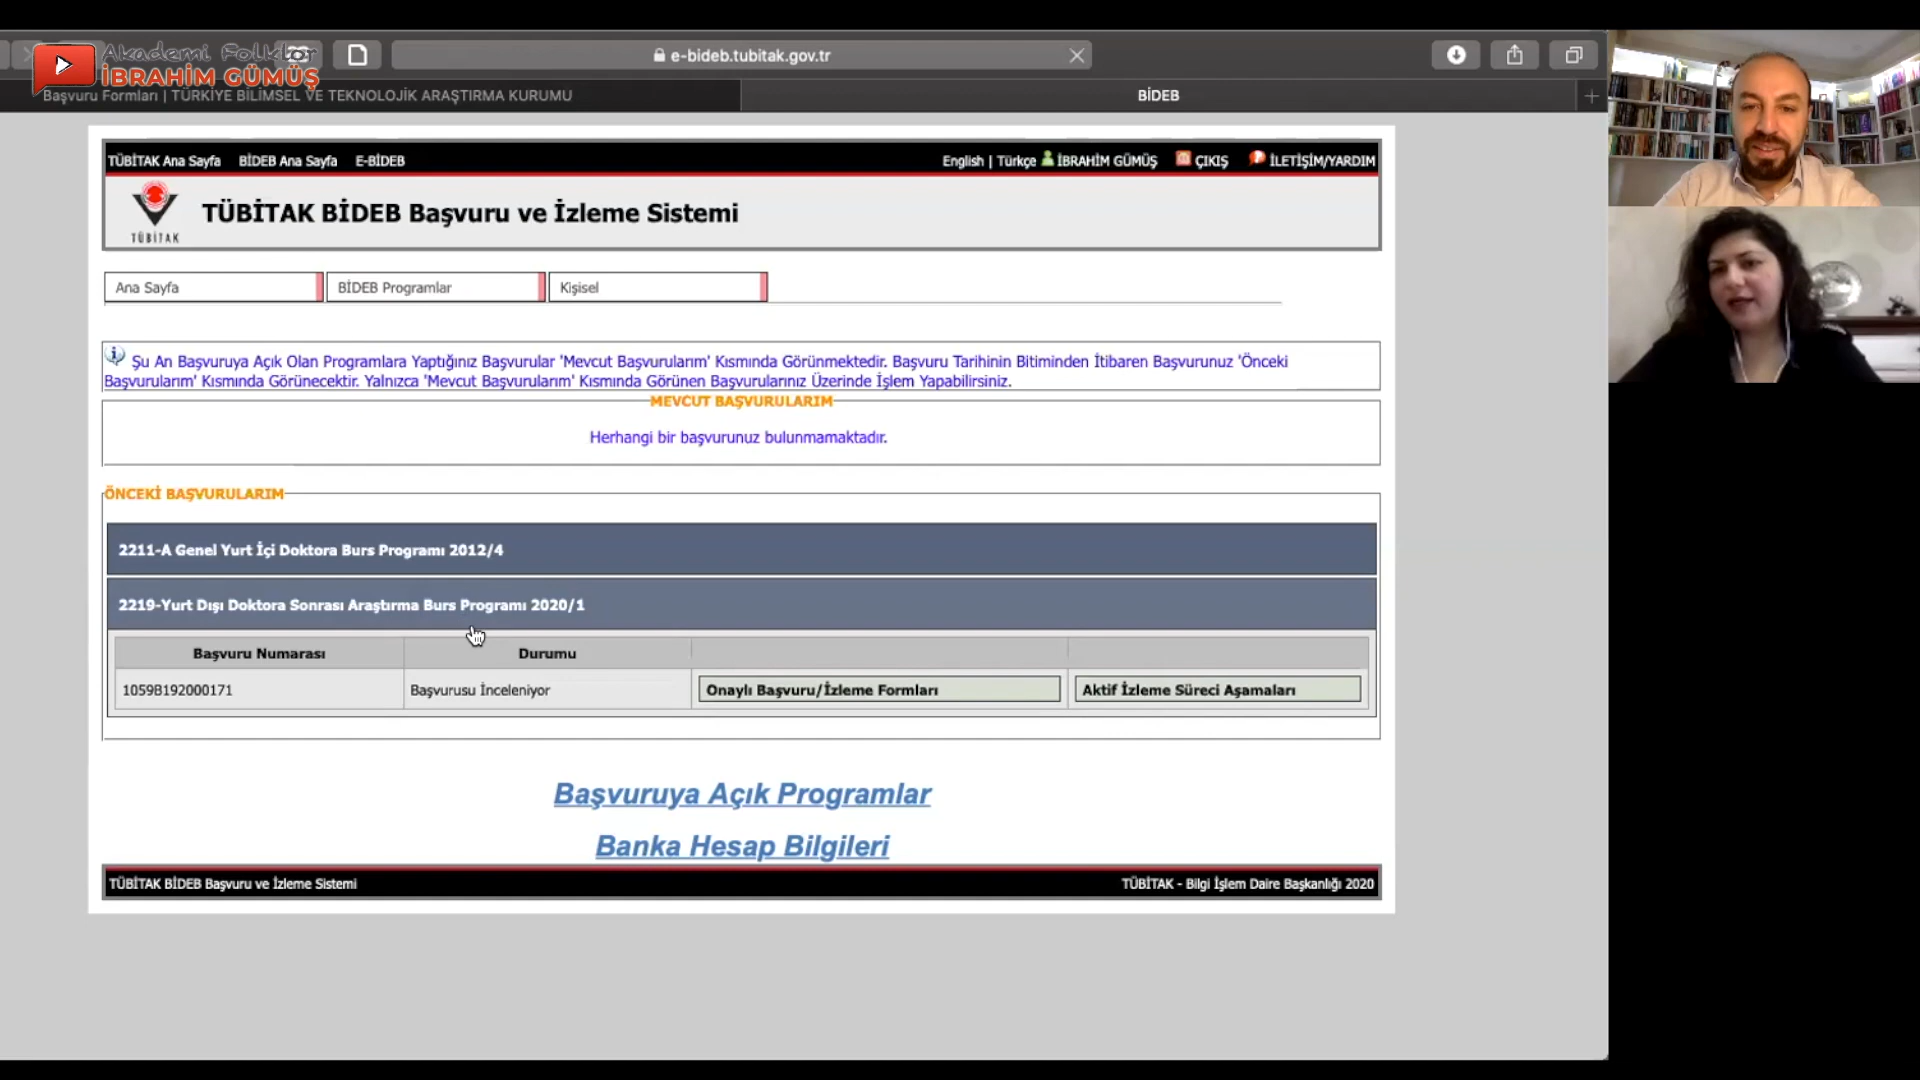 Akademi Folklor
İBRAHİM GÜMÜŞ
e-bideb.tubitak.gov.tr
Başvuru Formları | TÜRKİYE BİLİMSEL VE TEKNOLOJİK ARAŞTIRMA KURUMU
BİDEB
TÜBİTAK Ana Sayfa BİDEB Ana Sayfa E-BİDEB
English | Türkçe İBRAHİM GÜMÜŞ ÇIKIŞ İLETİŞİM/YARDIM
TÜBİTAK
TÜBİTAK BİDEB Başvuru ve İzleme Sistemi
Ana Sayfa
BİDEB Programlar
Kişisel
Şu An Başvuruya Açık Olan Programlara Yaptığınız Başvurular 'Mevcut Başvurularım' Kısmında Görünmektedir. Başvuru Tarihinin Bitiminden İtibaren Başvurunuz 'Önceki
Başvurularım' Kısmında Görünecektir. Yalnızca 'Mevcut Başvurularım' Kısmında Görünen Başvurularınız Üzerinde İşlem Yapabilirsiniz.
MEVCUT BAŞVURULARIM
Herhangi bir başvurunuz bulunmamaktadır.
ÖNCEKİ BAŞVURULARIM
2211-A Genel Yurt İçi Doktora Burs Programı 2012/4
2219-Yurt Dışı Doktora Sonrası Araştırma Burs Programı 2020/1
Başvuru Numarası Durumu
1059B192000171 Başvurusu İnceleniyor Onaylı Başvuru/İzleme Formları Aktif İzleme Süreci Aşamaları
Başvuruya Açık Programlar
Banka Hesap Bilgileri
TÜBİTAK BİDEB Başvuru ve İzleme Sistemi
TÜBİTAK - Bilgi İşlem Daire Başkanlığı 2020